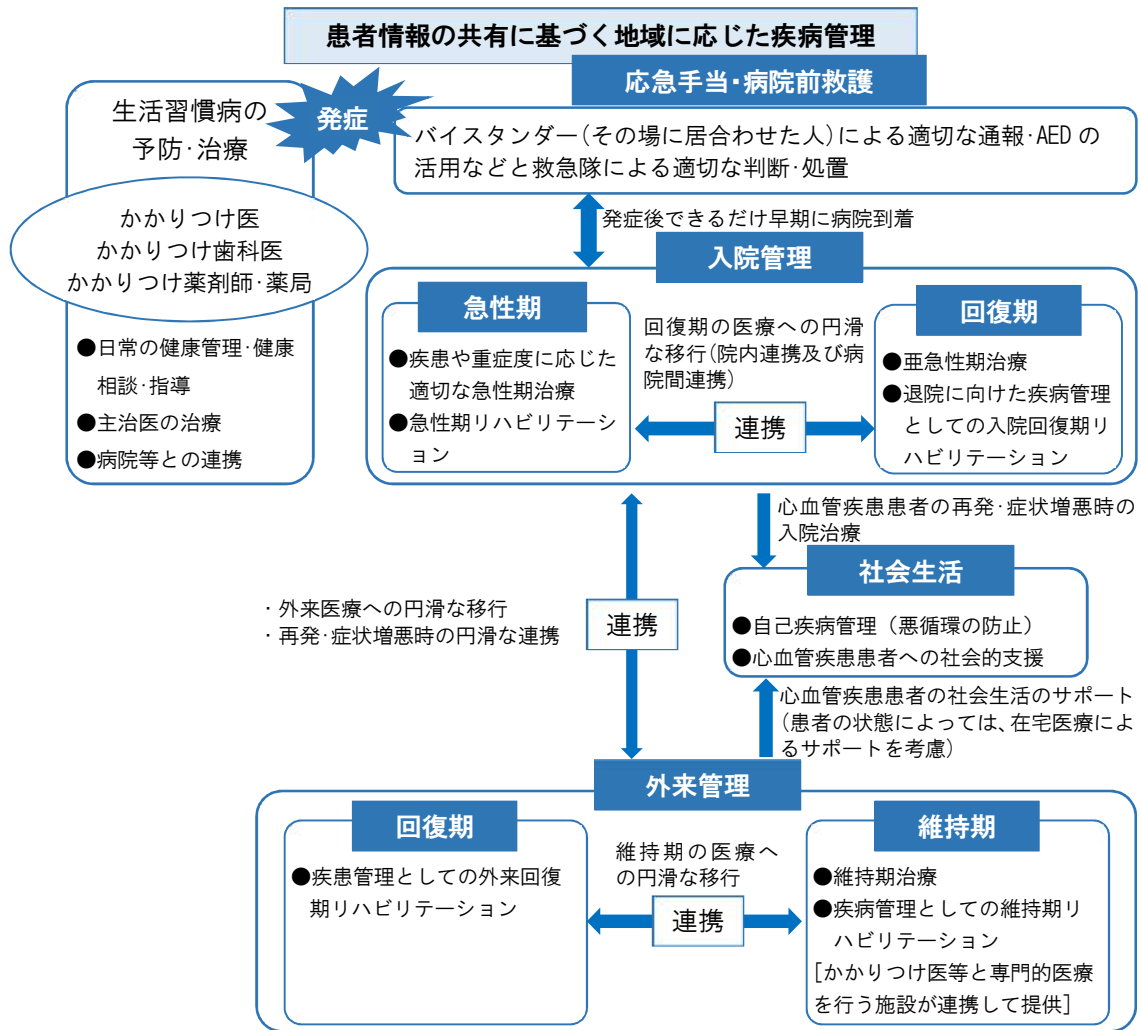 患者情報の共有に基づく地域に応じた疾病管理
生活習慣病の
予防・治療
かかりつけ医
かかりつけ歯科医
かかりつけ薬剤師・薬局
●日常の健康管理・健康
相談・指導
●主治医の治療
●病院等との連携
発症
応急手当・病院前救護
バイスタンダー(その場に居合わせた人)による適切な通報・AEDの
活用などと救急隊による適切な判断・処置
発症後できるだけ早期に病院到着
入院管理
急性期
●疾患や重症度に応じた
適切な急性期治療
●急性期リハビリテーシ
ョン
回復期の医療への円滑
な移行(院内連携及び病
院間連携)
連携
回復期
●亜急性期治療
●退院に向けた疾病管理
としての入院回復期リ
ハビリテーション
心血管疾患患者の再発・症状増悪時の
入院治療
社会生活
●自己疾病管理（悪循環の防止）
●心血管疾患患者への社会的支援
・外来医療への円滑な移行
・再発・症状増悪時の円滑な連携
連携
心血管疾患患者の社会生活のサポート
(患者の状態によっては、在宅医療によ
るサポートを考慮)
外来管理
回復期
●疾患管理としての外来回復
期リハビリテーション
維持期の医療へ
の円滑な移行
連携
維持期
●維持期治療
●疾病管理としての維持期リ
ハビリテーション
[かかりつけ医等と専門的医療
を行う施設が連携して提供]